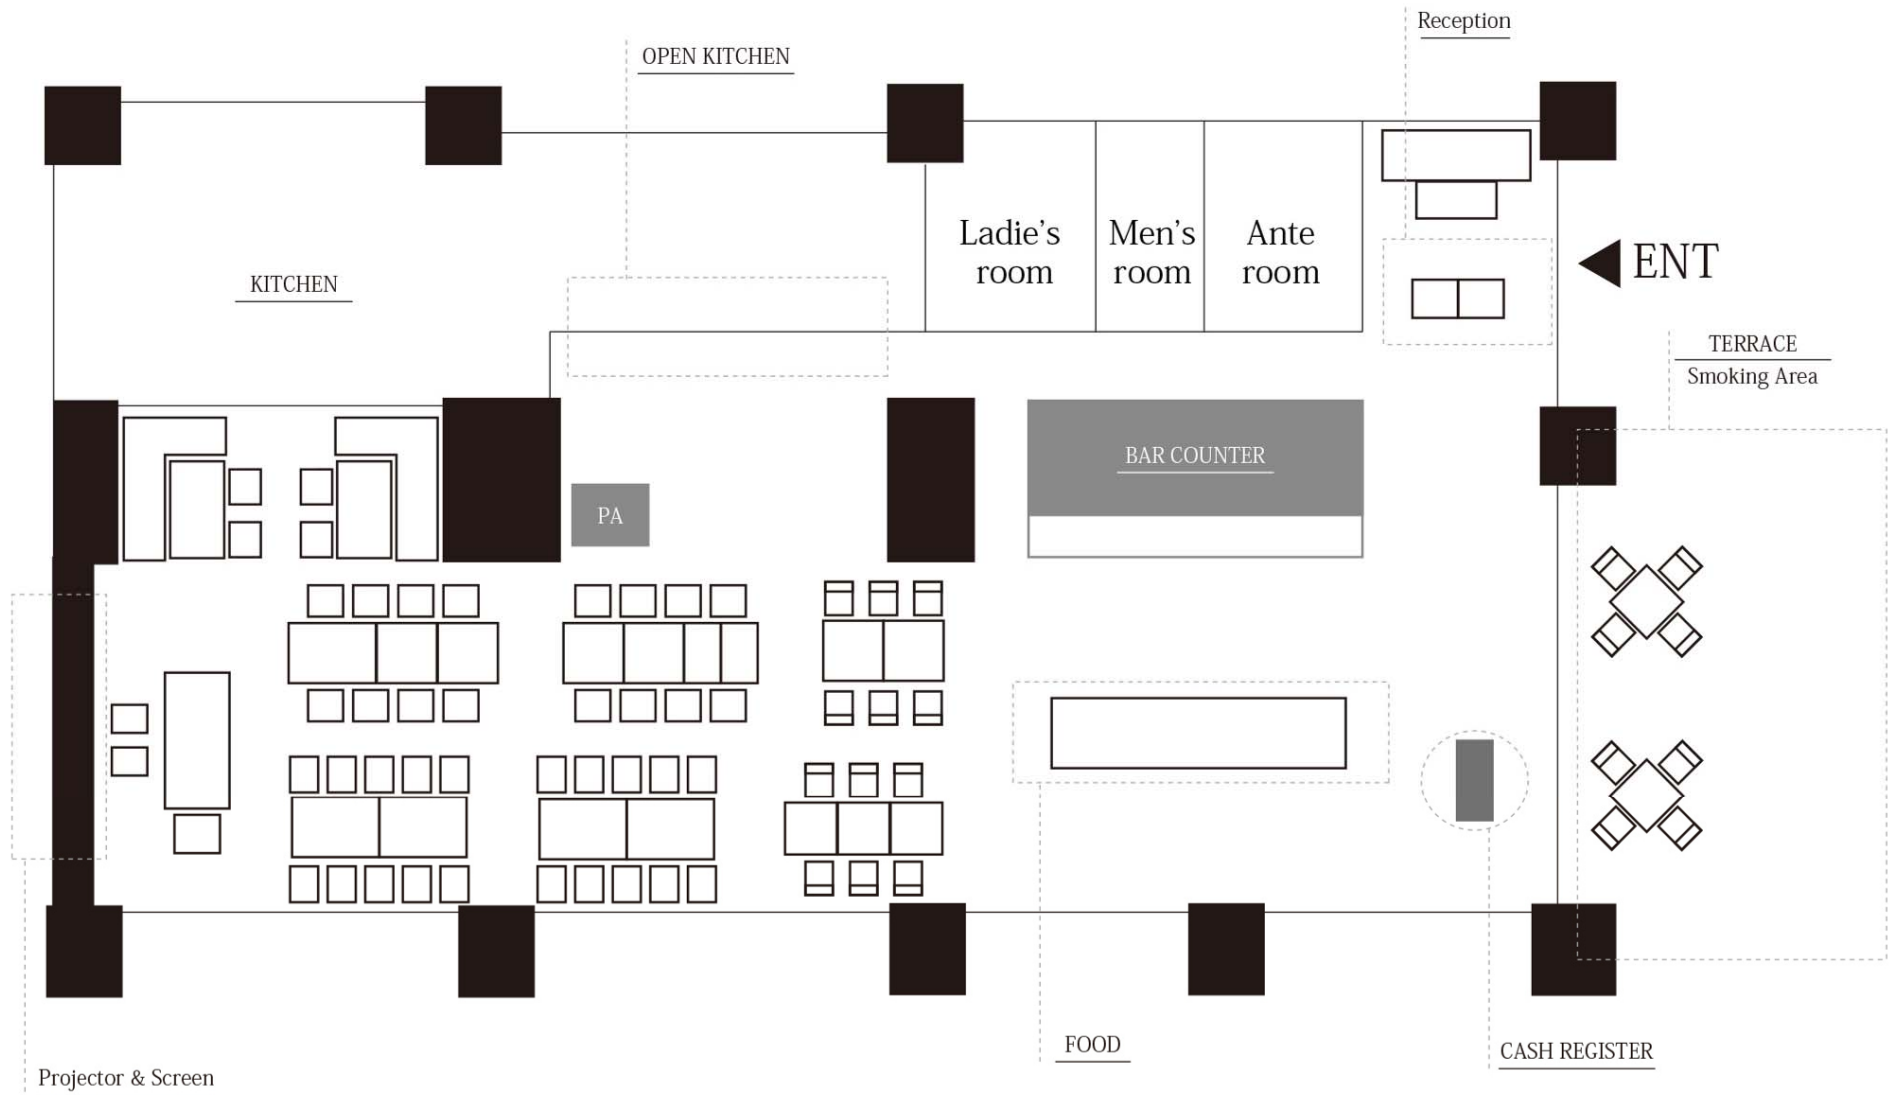 Reception
OPEN KITCHEN
Ladie's
room
Men's
room
Ante
room
ENT
KITCHEN
TERRACE
Smoking Area
BAR COUNTER
PA
FOOD
CASH REGISTER
Projector & Screen